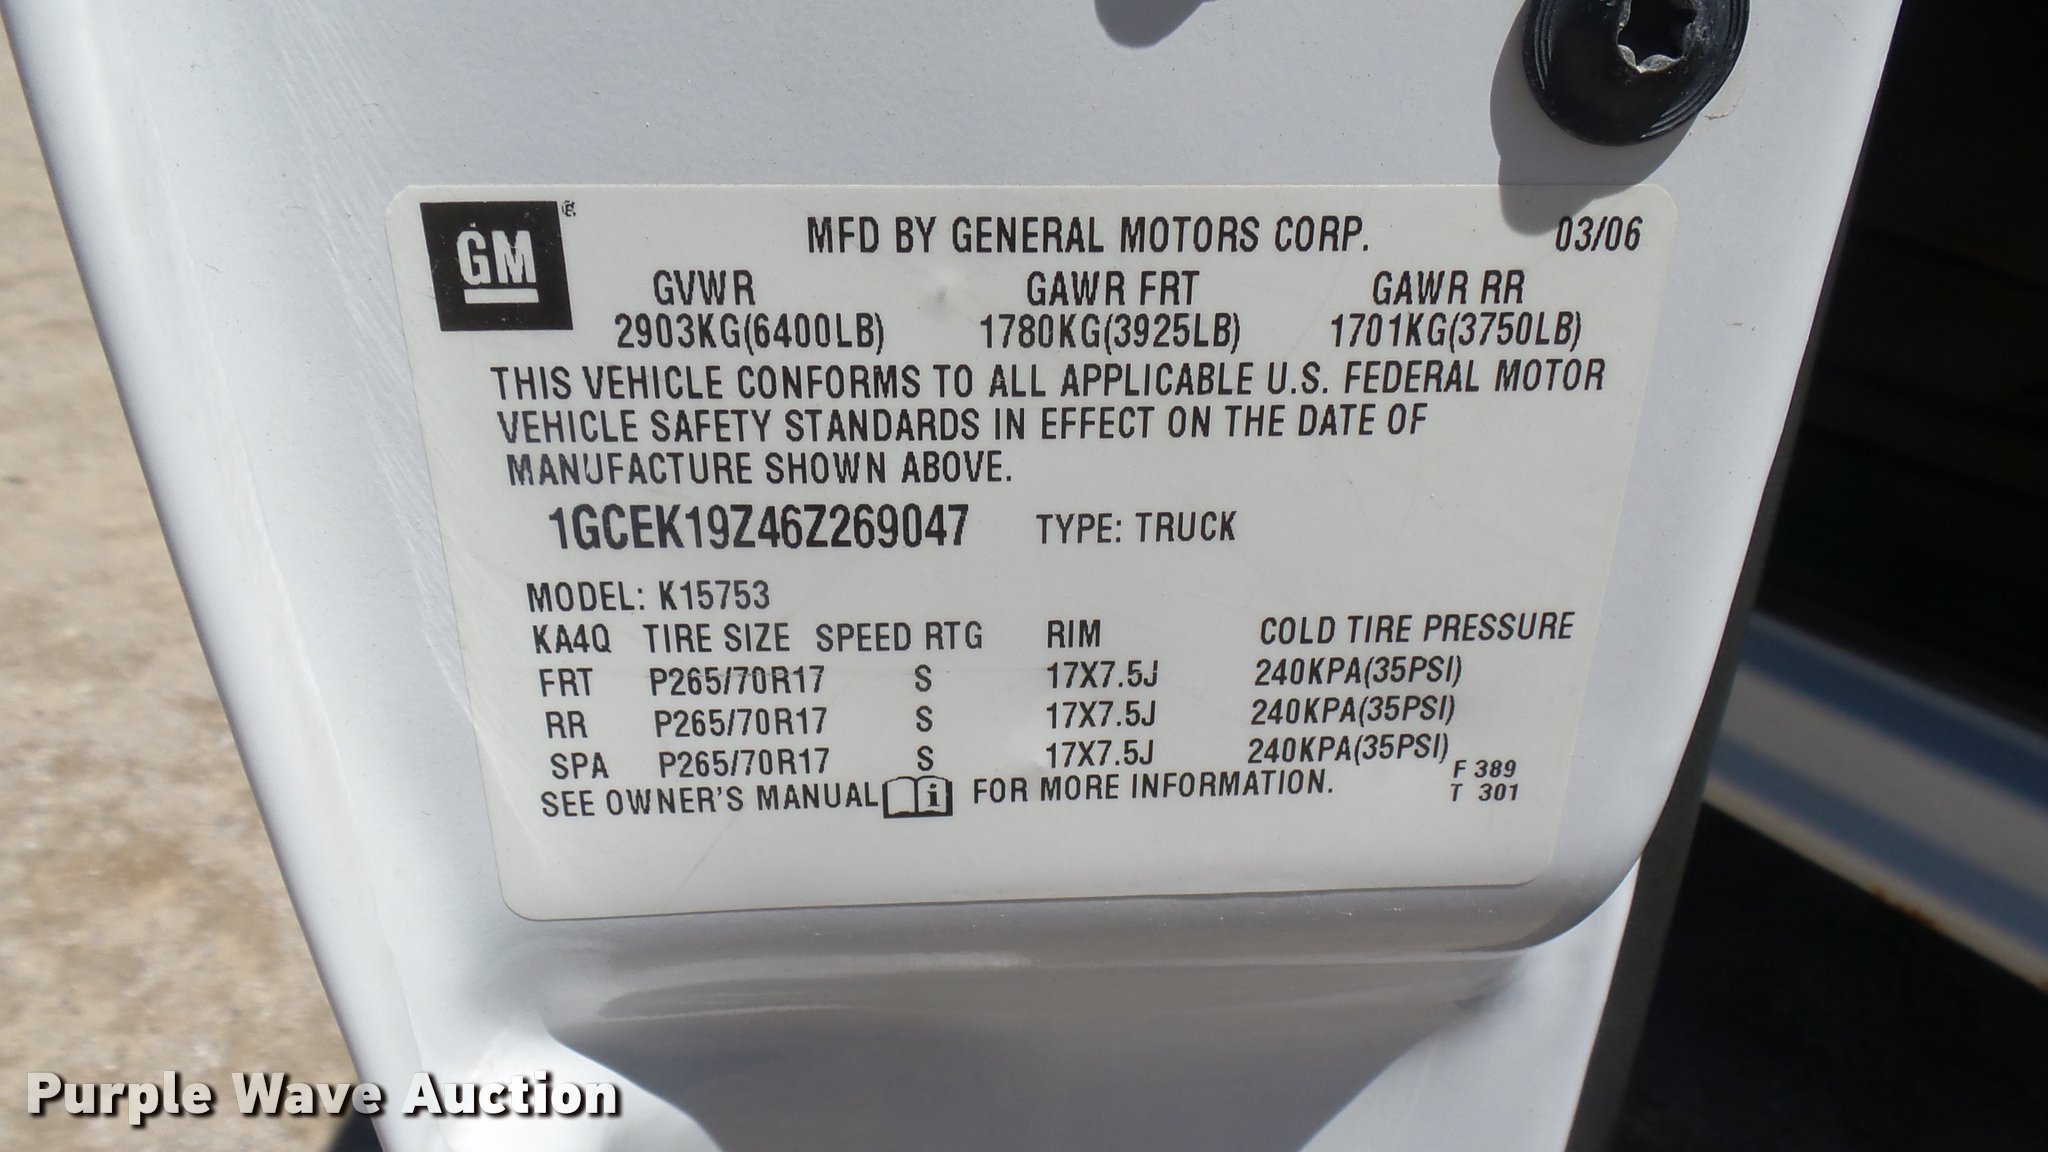 GM
MFD BY GENERAL MOTORS CORP. 03/06
GVWR GAWR FRT GAWR RR
2903KG(6400LB) 1780KG(3925LB) 1701KG(3750LB)
THIS VEHICLE CONFORMS TO ALL APPLICABLE U.S. FEDERAL MOTOR
VEHICLE SAFETY STANDARDS IN EFFECT ON THE DATE OF
MANUFACTURE SHOWN ABOVE.
1GCEK19Z46Z269047 TYPE: TRUCK
MODEL: K15753
KA4Q TIRE SIZE SPEED RTG RIM COLD TIRE PRESSURE
FRT P265/70R17 S 17X7.5J 240KPA(35PSI)
RR P265/70R17 S 17X7.5J 240KPA(35PSI)
SPA P265/70R17 S 17X7.5J 240KPA(35PSI)
F 389
SEE OWNER'S MANUAL i FOR MORE INFORMATION. T 301
Purple Wave Auction